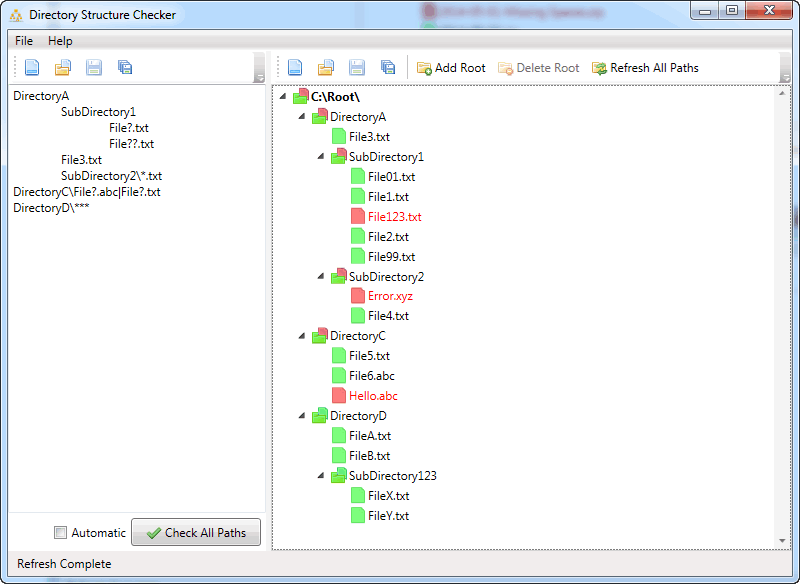 Directory Structure Checker
File Help
Add Root Delete Root Refresh All Paths
DirectoryA
SubDirectory1
File?.txt
File??.txt
File3.txt
SubDirectory2\*.txt
DirectoryC\File?.abc|File?.txt
DirectoryD\***
C:\Root\
DirectoryA
File3.txt
SubDirectory1
File01.txt
File1.txt
File123.txt
File2.txt
File99.txt
SubDirectory2
Error.xyz
File4.txt
DirectoryC
File5.txt
File6.abc
Hello.abc
DirectoryD
FileA.txt
FileB.txt
SubDirectory123
FileX.txt
FileY.txt
Automatic Check All Paths
Refresh Complete